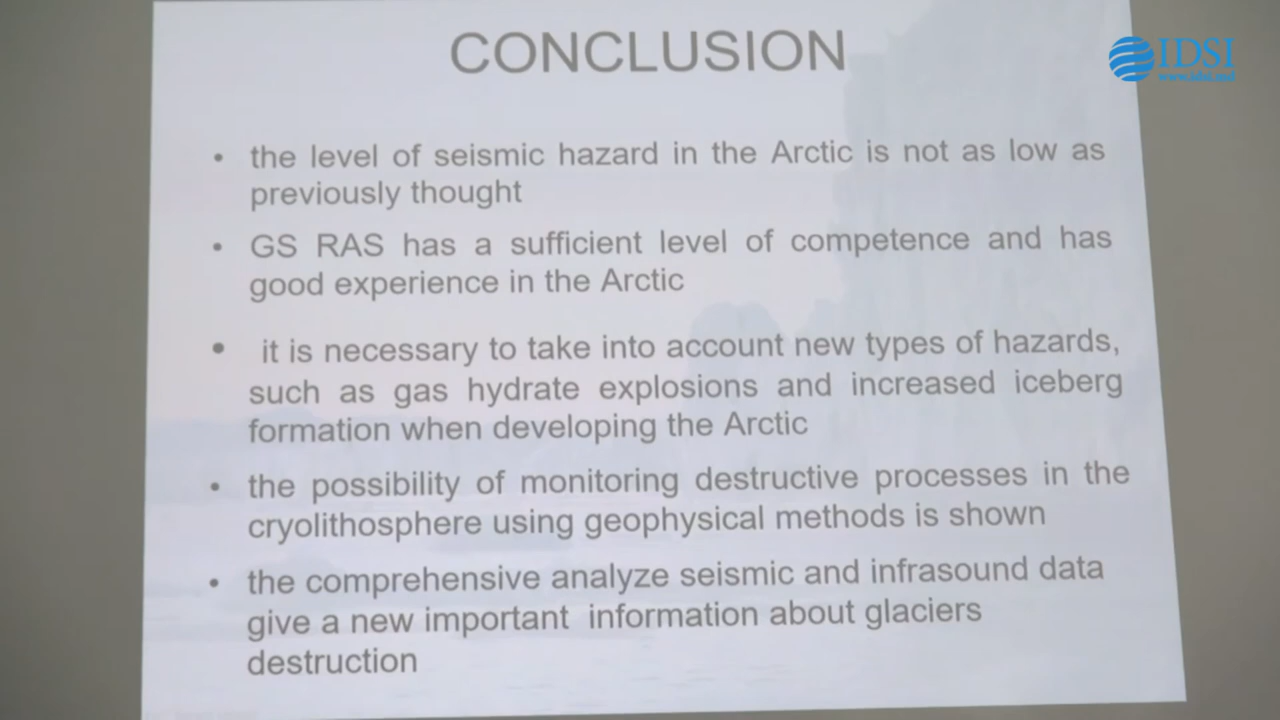 CONCLUSION
IDSI
www.idsi.md
• the level of seismic hazard in the Arctic is not as low as
previously thought
• GS RAS has a sufficient level of competence and has
good experience in the Arctic
• it is necessary to take into account new types of hazards,
such as gas hydrate explosions and increased iceberg
formation when developing the Arctic
• the possibility of monitoring destructive processes in the
cryolithosphere using geophysical methods is shown
• the comprehensive analyze seismic and infrasound data
give a new important information about glaciers
destruction